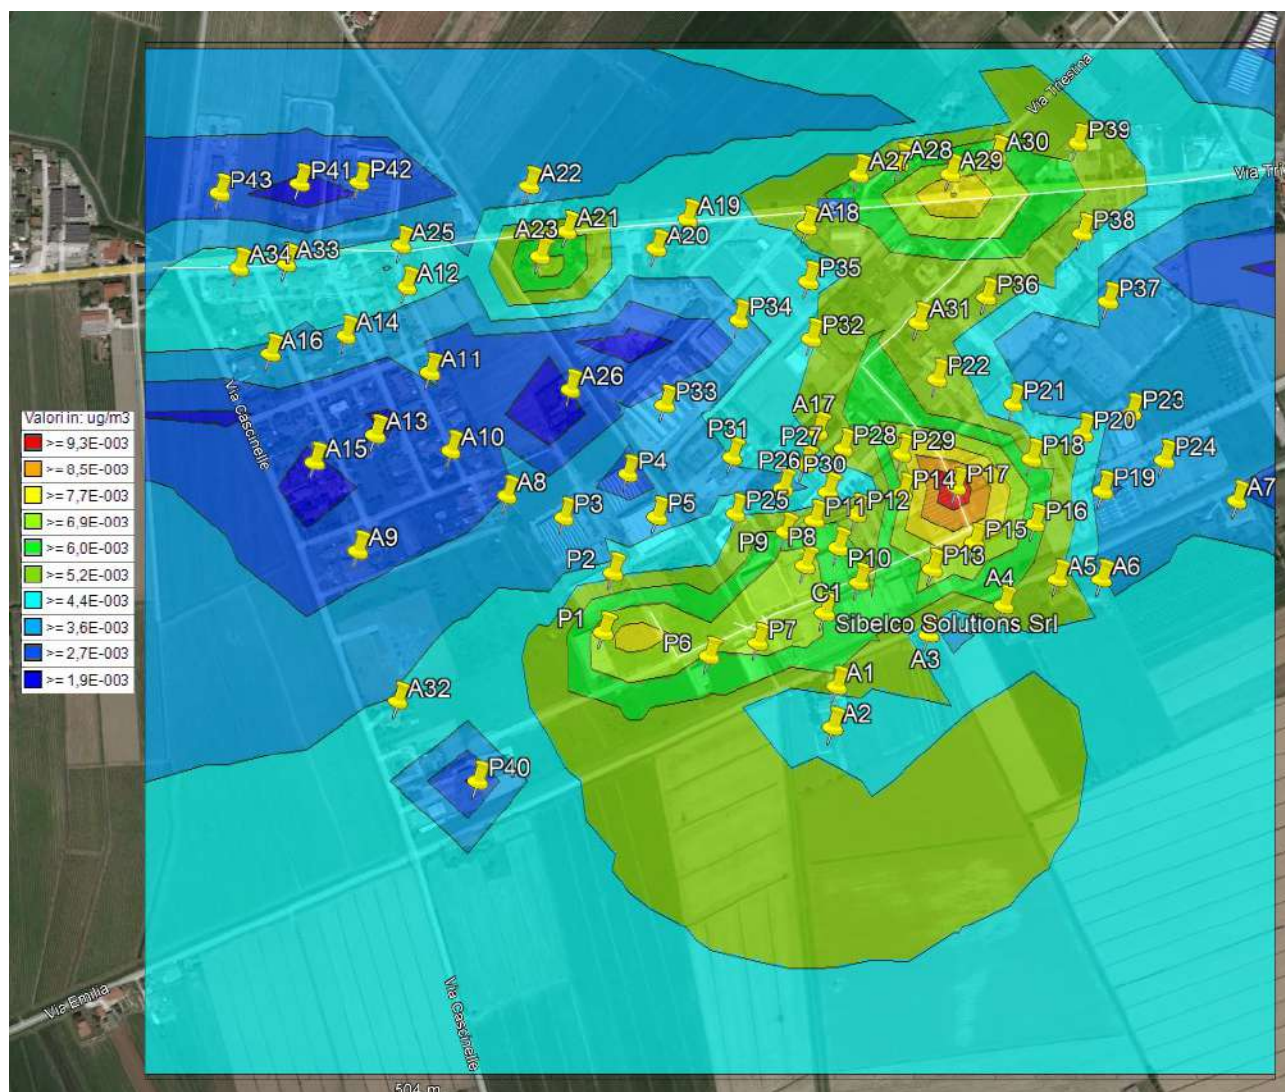 Via Triestina
P39
A30
A28
A27
A29
Via Tri
P41
P42
P43
A22
A19
A18
A21
A23
A20
P38
A25
A34
A33
A12
P35
P36
P37
P34
A31
P32
A14
A16
A11
A26
P22
P33
P21
P23
Via Cascinelle
Valori in: ug/m3
>= 9,3E-003
>= 8,5E-003
>= 7,7E-003
>= 6,9E-003
>= 6,0E-003
>= 5,2E-003
>= 4,4E-003
>= 3,6E-003
>= 2,7E-003
>= 1,9E-003
A17
A13
A10
A15
P31
P27
P28
P29
P20
P18
P24
P4
P26
P30
P14
P17
P19
A7
A8
P3
P5
P25
P11
P12
P16
A9
P9
P8
P15
P2
P10
P13
A5
A6
A4
P1
C1
Sibelco Solutions Srl
P6
P7
A3
A1
A32
A2
P40
Via Emilia
Via Cascinelle
504 m